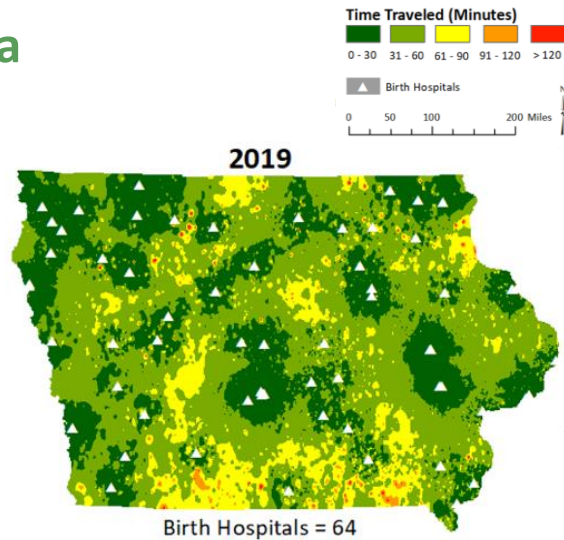 a
Time Traveled (Minutes)
0 - 30 31 - 60 61 - 90 91 - 120 > 120
Birth Hospitals
N
0 50 100 200 Miles
2019
Birth Hospitals = 64